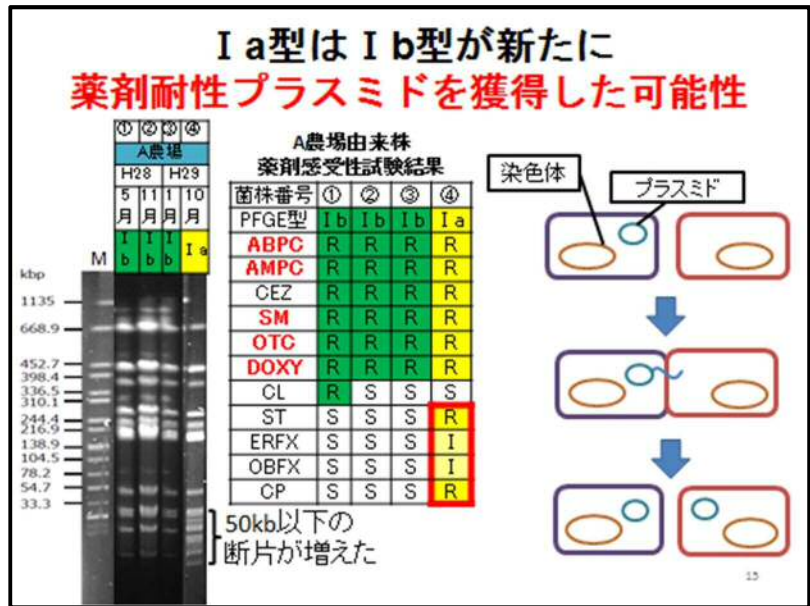 Ⅰa型はⅠb型が新たに
薬剤耐性プラスミドを獲得した可能性
① ② ③ ④
A農場
H28 H29
5月 11月 1月 10月
M Ⅰb Ⅰb Ⅰb Ⅰa
kbp
1135
668.9
452.7
398.4
336.5
310.1
244.4
216.9
138.9
104.5
78.2
54.7
33.3
50kb以下の
断片が増えた
A農場由来株
薬剤感受性試験結果
菌株番号 ① ② ③ ④
PFGE型 Ⅰb Ⅰb Ⅰb Ⅰa
ABPC R R R R
AMPC R R R R
CEZ R R R R
SM R R R R
OTC R R R R
DOXY R R R R
CL R S S S
ST S S S R
ERFX S S S I
OBFX S S S I
CP S S S R
染色体
プラスミド
15